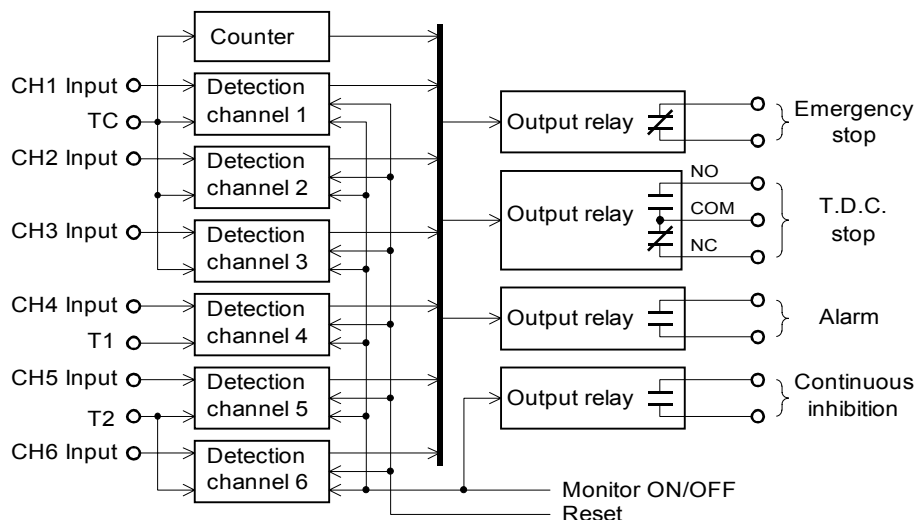 Counter
CH1 Input
Detection
channel 1
TC
CH2 Input
Detection
channel 2
CH3 Input
Detection
channel 3
CH4 Input
Detection
channel 4
T1
CH5 Input
Detection
channel 5
T2
CH6 Input
Detection
channel 6
Output relay
Emergency
stop
Output relay
NO
COM
NC
T.D.C.
stop
Output relay
Alarm
Output relay
Continuous
inhibition
Monitor ON/OFF
Reset